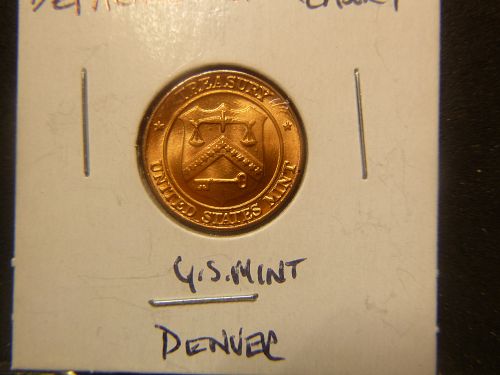 TREASURY
UNITED STATES MINT
U.S. MINT
DENVER